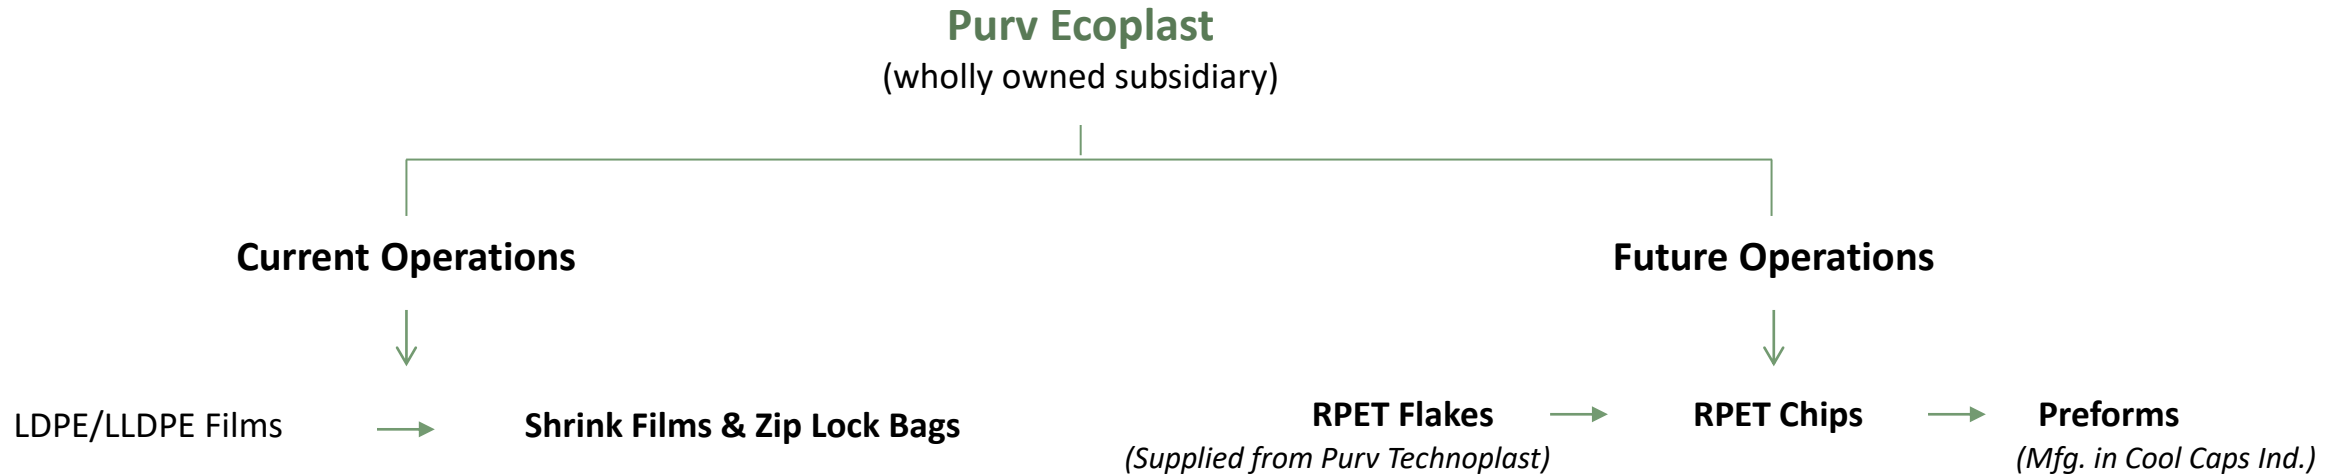 Purv Ecoplast
(wholly owned subsidiary)
Current Operations
Future Operations
LDPE/LLDPE Films
Shrink Films & Zip Lock Bags
RPET Flakes
(Supplied from Purv Technoplast)
RPET Chips
Preforms
(Mfg. in Cool Caps Ind.)